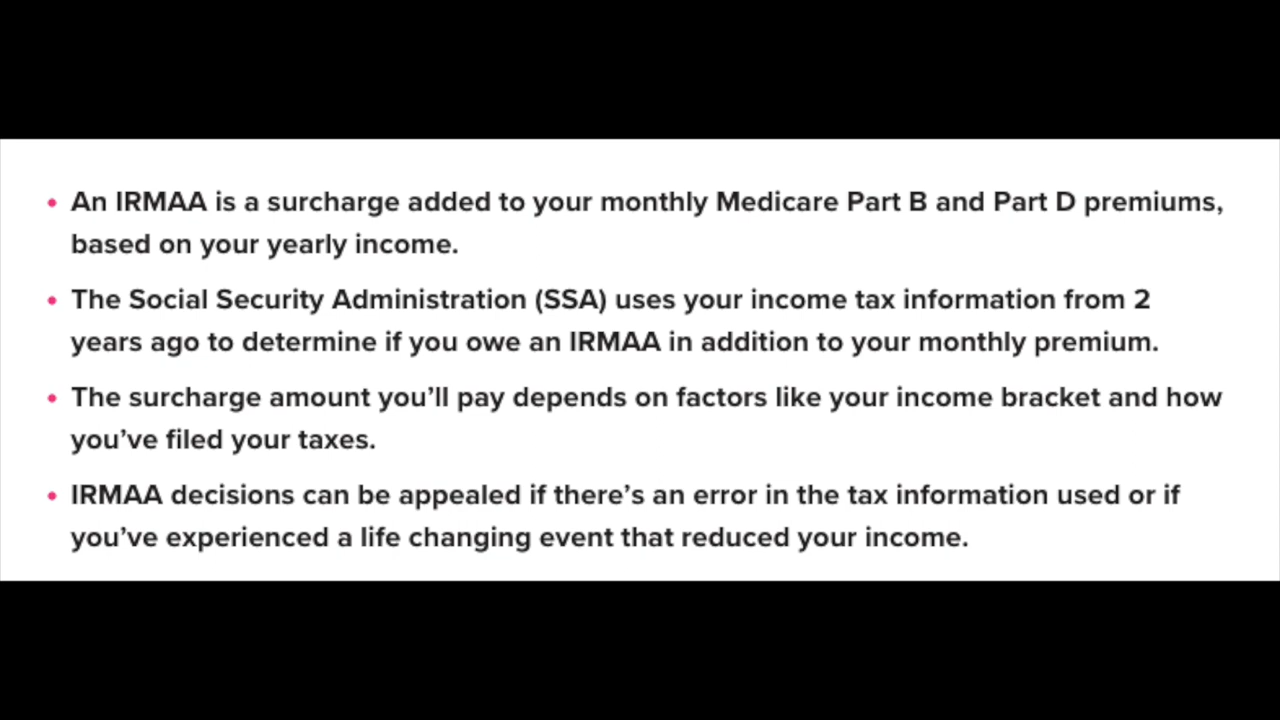 • An IRMAA is a surcharge added to your monthly Medicare Part B and Part D premiums,
based on your yearly income.
• The Social Security Administration (SSA) uses your income tax information from 2
years ago to determine if you owe an IRMAA in addition to your monthly premium.
• The surcharge amount you’ll pay depends on factors like your income bracket and how
you’ve filed your taxes.
• IRMAA decisions can be appealed if there’s an error in the tax information used or if
you’ve experienced a life changing event that reduced your income.